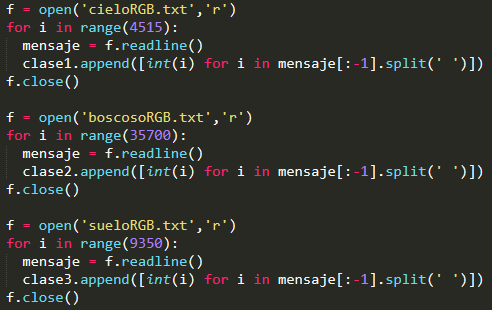 f = open('cieloRGB.txt','r')
for i in range(4515):
  mensaje = f.readline()
  clase1.append([int(i) for i in mensaje[:-1].split(' ')])
f.close()

f = open('boscosoRGB.txt','r')
for i in range(35700):
  mensaje = f.readline()
  clase2.append([int(i) for i in mensaje[:-1].split(' ')])
f.close()

f = open('sueloRGB.txt','r')
for i in range(9350):
  mensaje = f.readline()
  clase3.append([int(i) for i in mensaje[:-1].split(' ')])
f.close()